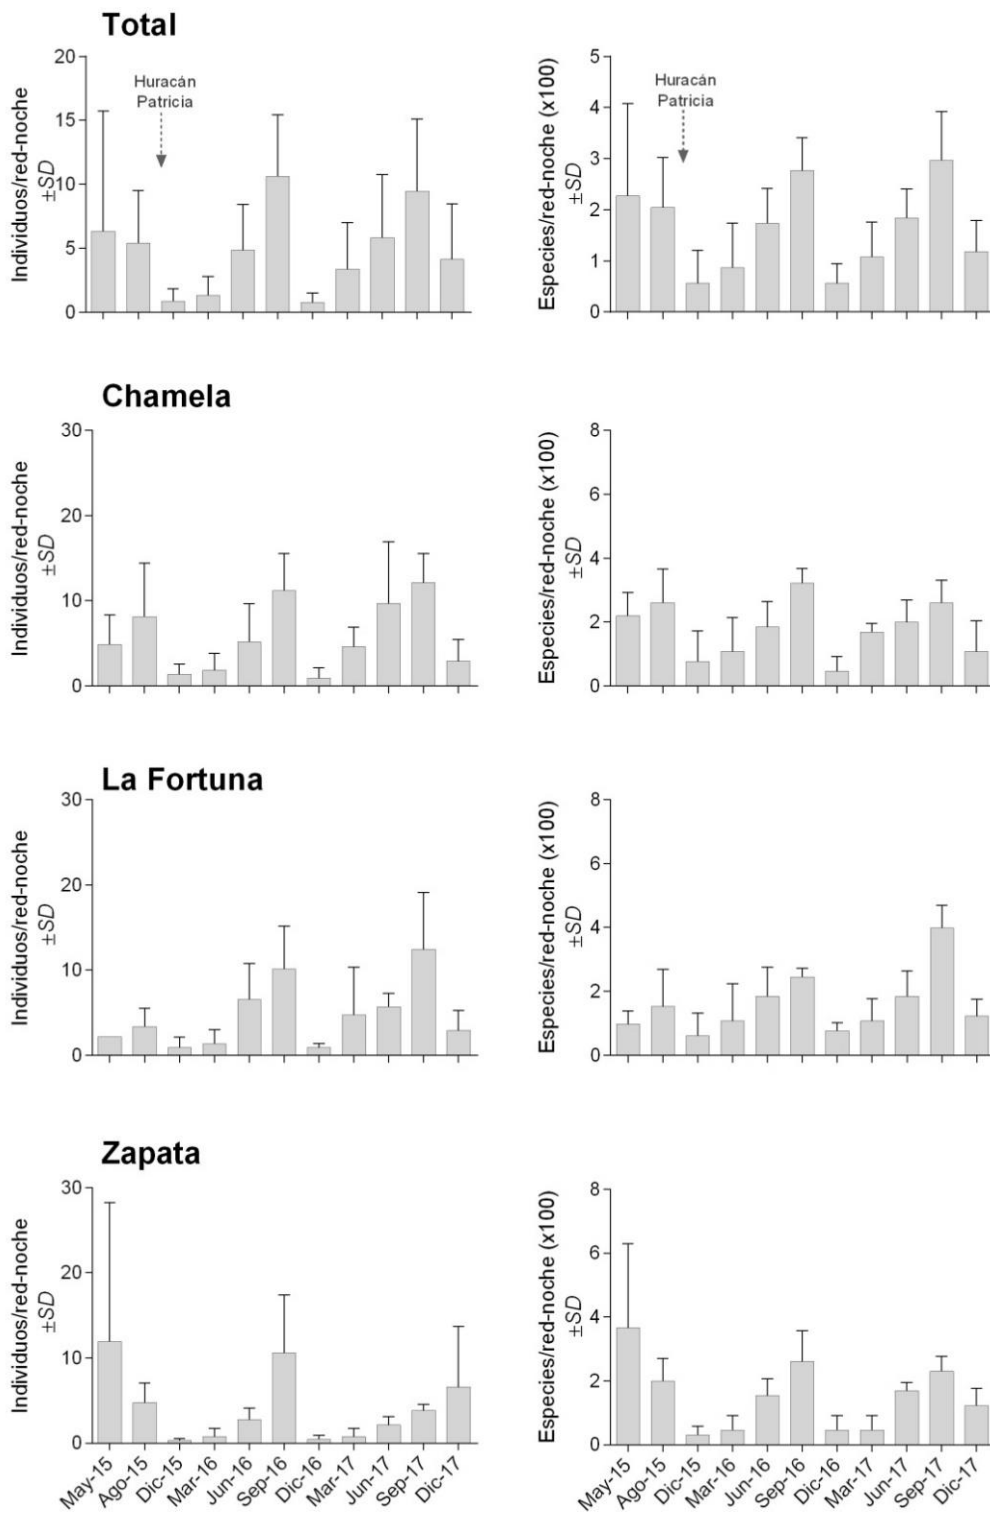 Total
Individuos/red-noche
±SD
20
15
10
5
0
Huracán
Patricia
Especies/red-noche (x100)
±SD
5
4
3
2
1
0
Huracán
Patricia
Chamela
Individuos/red-noche
±SD
30
20
10
0
Especies/red-noche (x100)
±SD
8
6
4
2
0
La Fortuna
Individuos/red-noche
±SD
30
20
10
0
Especies/red-noche (x100)
±SD
8
6
4
2
0
Zapata
Individuos/red-noche
±SD
30
20
10
0
May-15
Ago-15
Dic-15
Mar-16
Jun-16
Sep-16
Dic-16
Mar-17
Jun-17
Sep-17
Dic-17
Especies/red-noche (x100)
±SD
8
6
4
2
0
May-15
Ago-15
Dic-15
Mar-16
Jun-16
Sep-16
Dic-16
Mar-17
Jun-17
Sep-17
Dic-17